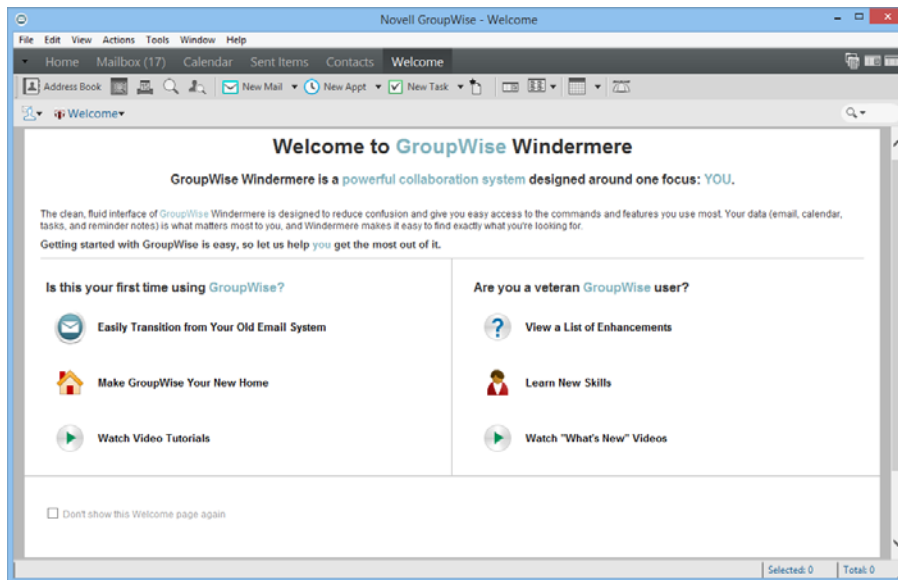 Novell GroupWise - Welcome
File Edit View Actions Tools Window Help
Home Mailbox (17) Calendar Sent Items Contacts Welcome
Address Book New Mail New Appt New Task
Welcome
Welcome to GroupWise Windermere
GroupWise Windermere is a powerful collaboration system designed around one focus: YOU.
The clean, fluid interface of GroupWise Windermere is designed to reduce confusion and give you easy access to the commands and features you use most. Your data (email, calendar,
tasks, and reminder notes) is what matters most to you, and Windermere makes it easy to find exactly what you're looking for.
Getting started with GroupWise is easy, so let us help you get the most out of it.
Is this your first time using GroupWise?
Easily Transition from Your Old Email System
Make GroupWise Your New Home
Watch Video Tutorials
Are you a veteran GroupWise user?
View a List of Enhancements
Learn New Skills
Watch "What's New" Videos
Don't show this Welcome page again
Selected: 0 Total: 0